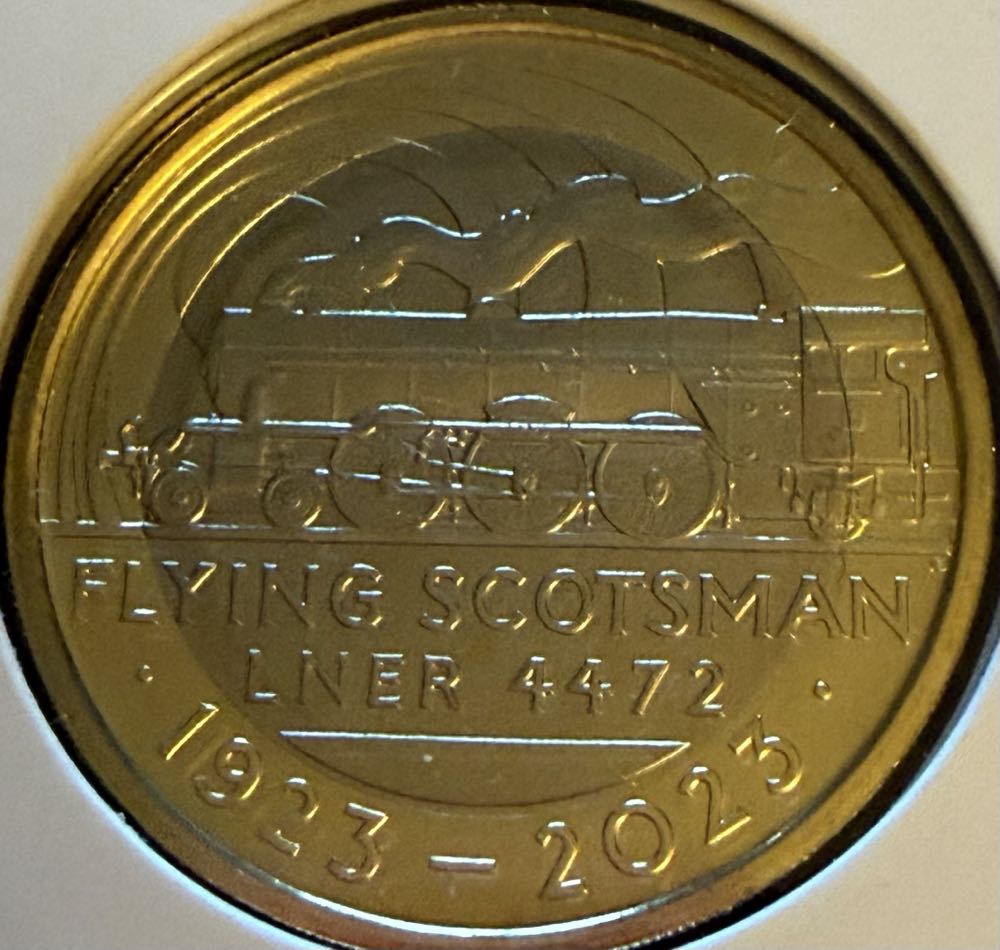 FLYING SCOTSMAN
LNER 4472
· 1923 – 2023 ·